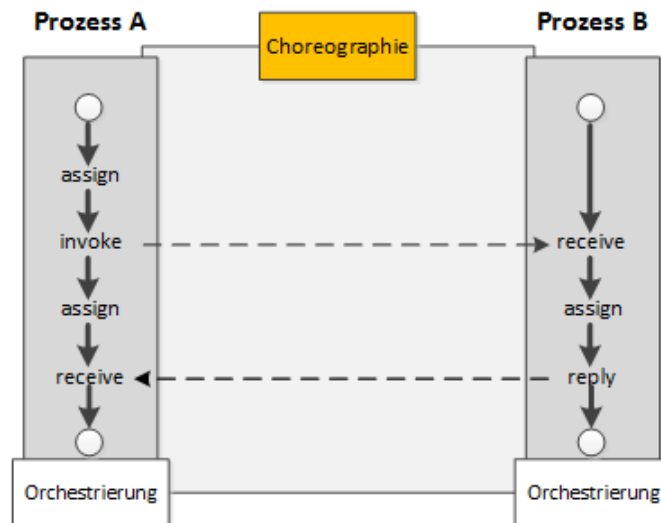 Prozess A
Choreographie
Prozess B
assign
invoke
receive
assign
assign
receive
reply
Orchestrierung
Orchestrierung